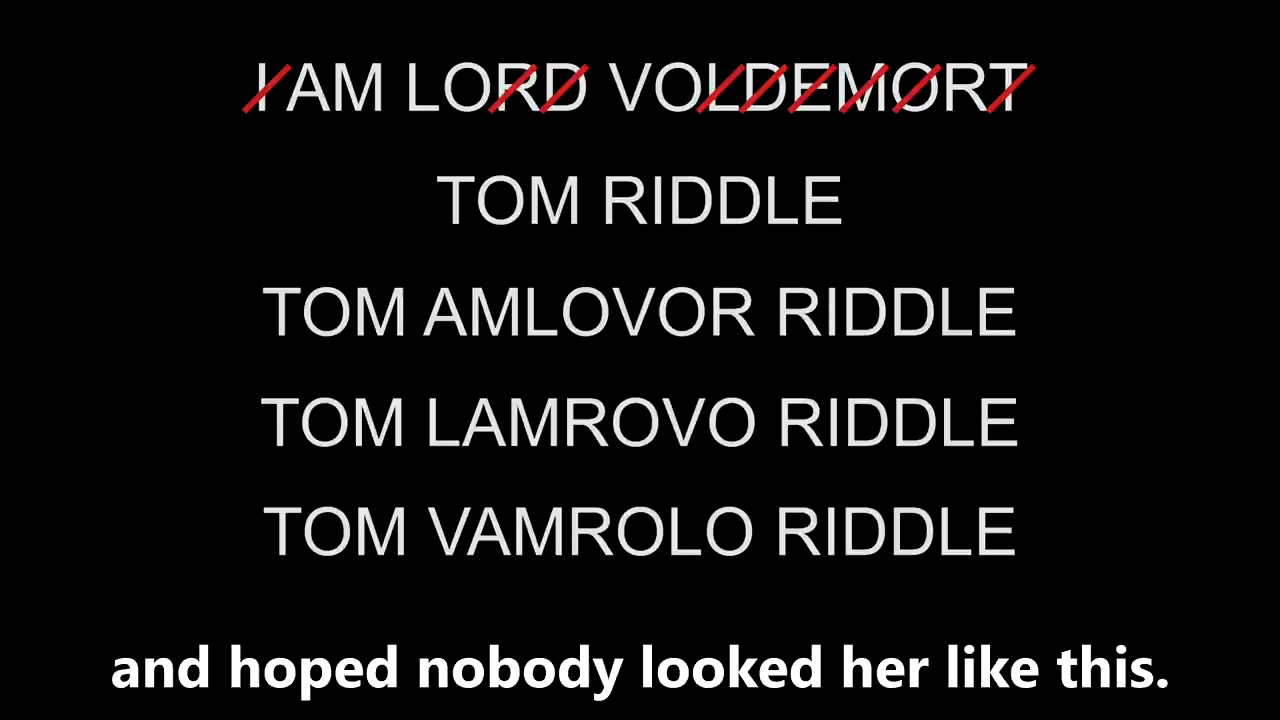 I AM LORD VOLDEMORT
TOM RIDDLE
TOM AMLOVOR RIDDLE
TOM LAMROVO RIDDLE
TOM VAMROLO RIDDLE
and hoped nobody looked her like this.